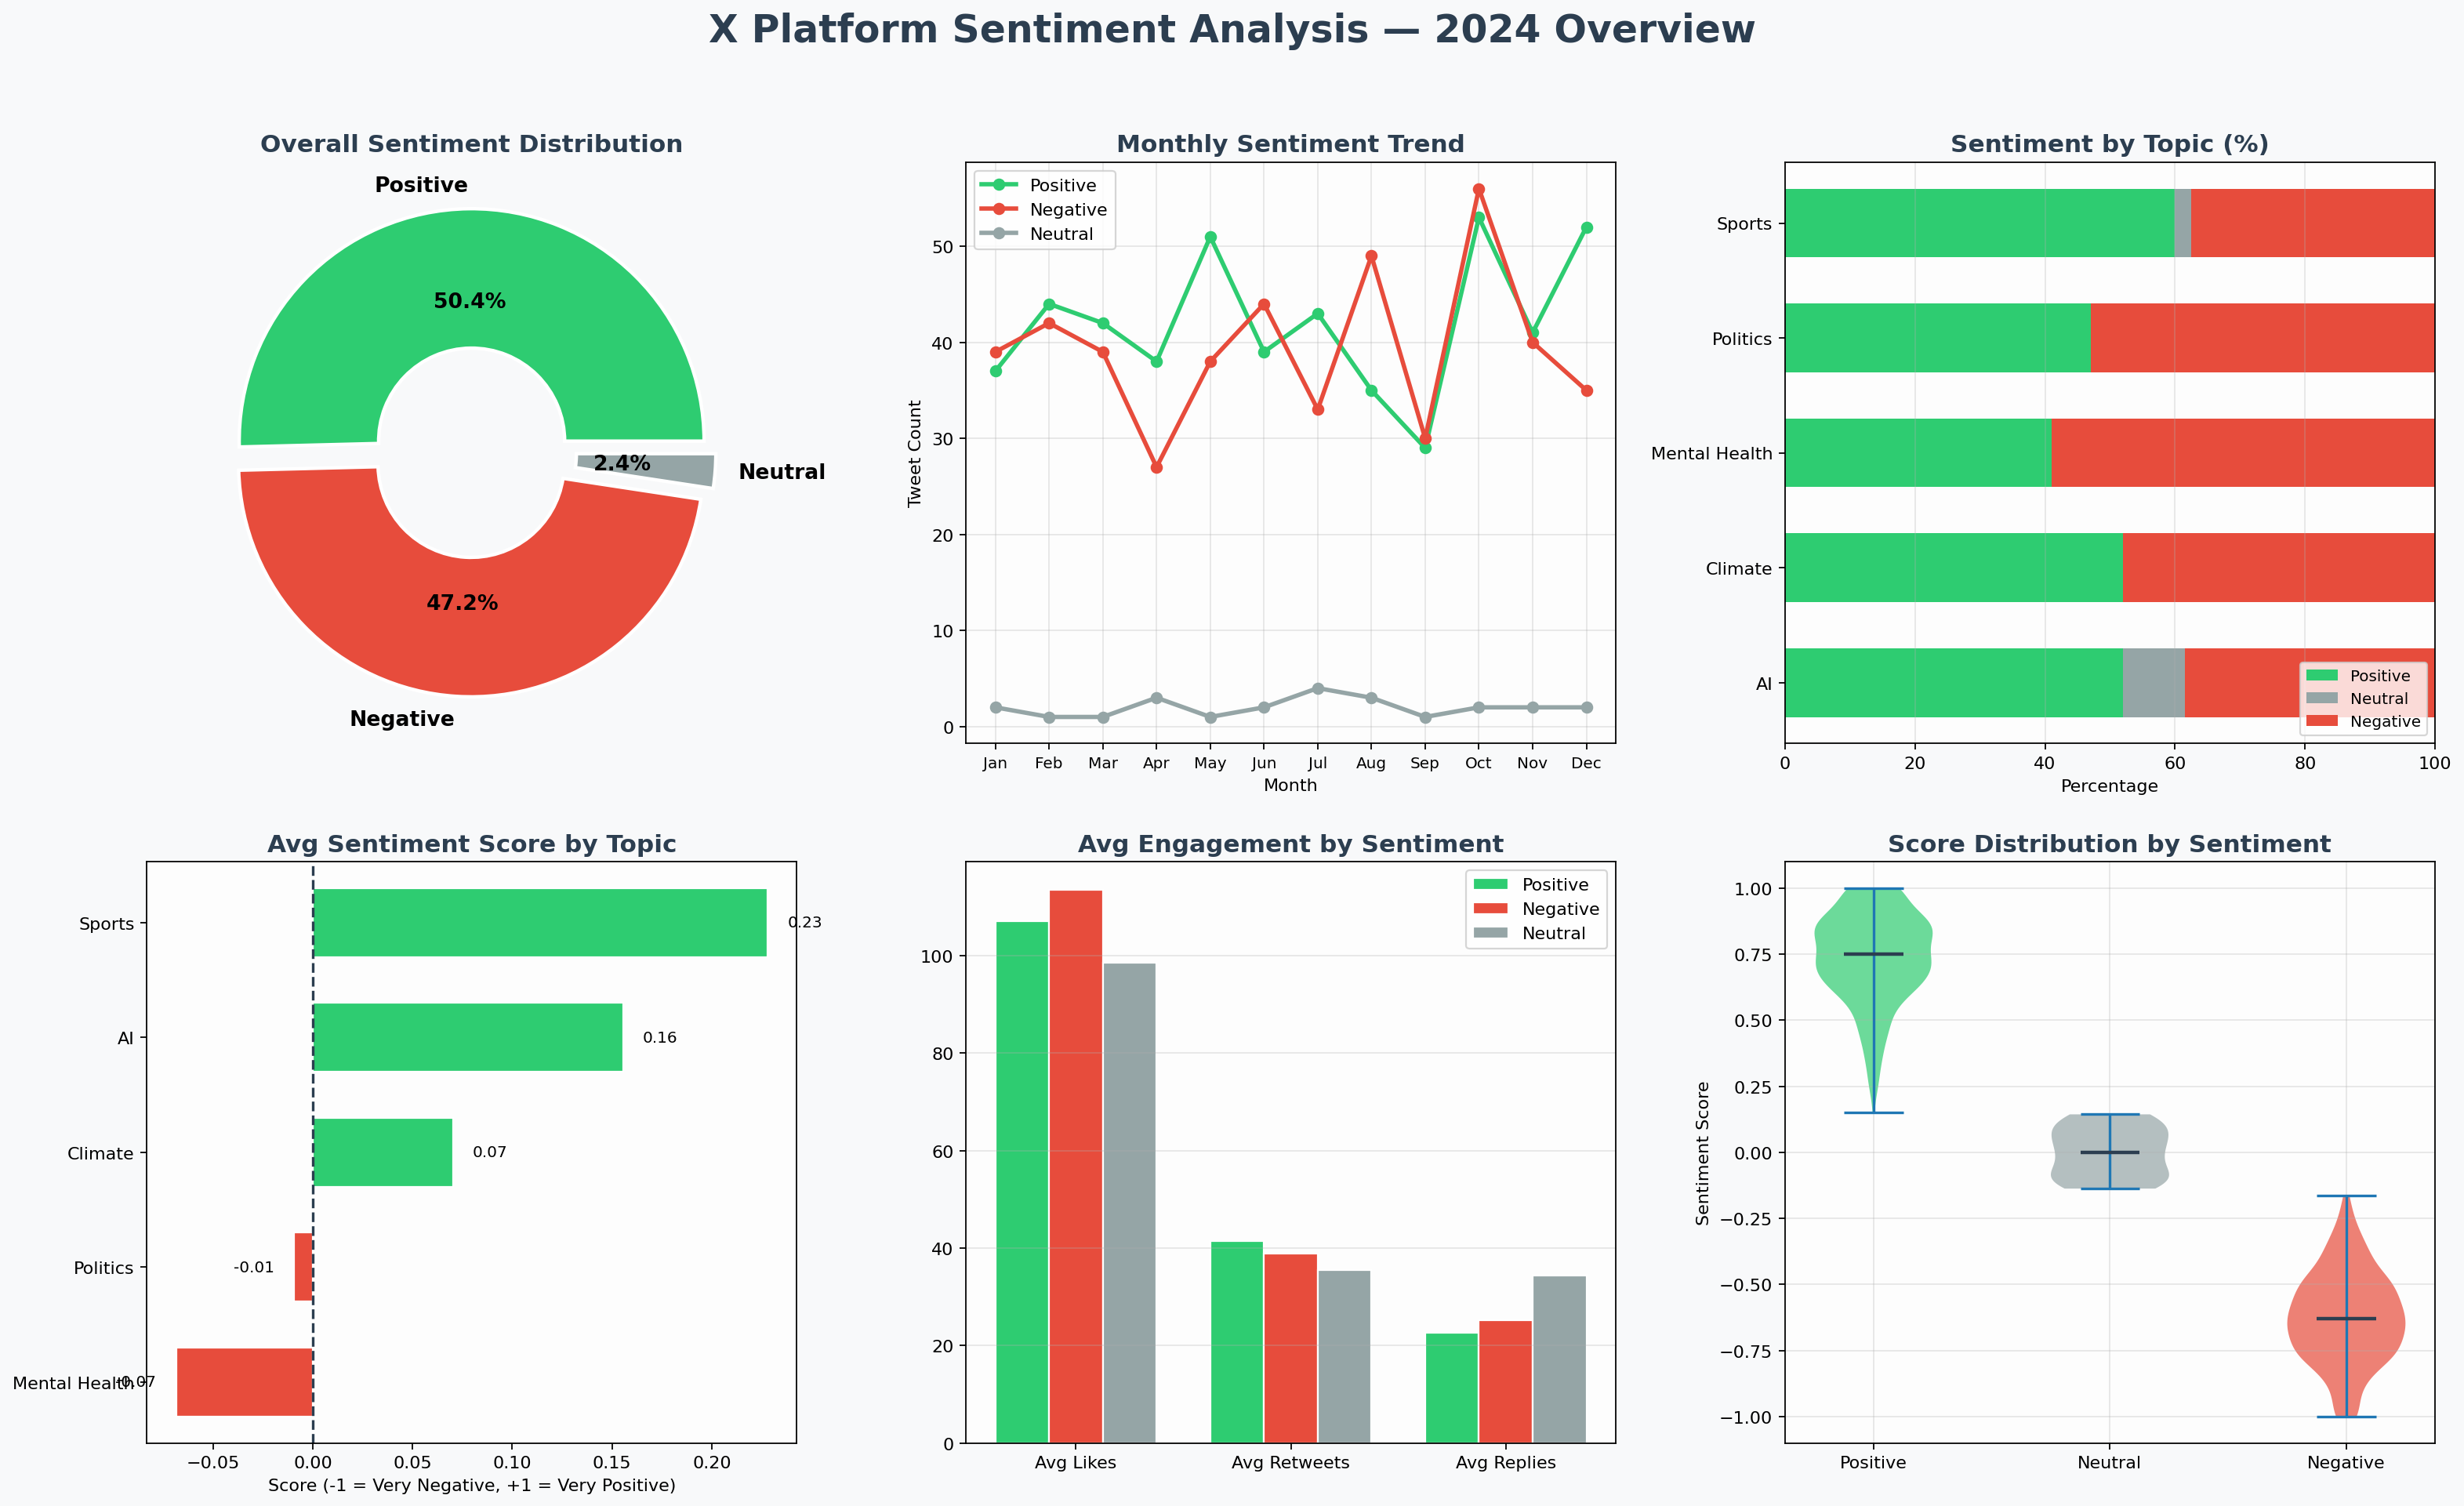 X Platform Sentiment Analysis — 2024 Overview
Overall Sentiment Distribution
Positive
50.4%
2.4%
Neutral
47.2%
Negative
Monthly Sentiment Trend
Positive
Negative
Neutral
Tweet Count
50
40
30
20
10
0
Jan Feb Mar Apr May Jun Jul Aug Sep Oct Nov Dec
Month
Sentiment by Topic (%)
Sports
Politics
Mental Health
Climate
AI
Positive
Neutral
Negative
0 20 40 60 80 100
Percentage
Avg Sentiment Score by Topic
Sports 0.23
AI 0.16
Climate 0.07
Politics -0.01
Mental Health -0.07
−0.05 0.00 0.05 0.10 0.15 0.20
Score (-1 = Very Negative, +1 = Very Positive)
Avg Engagement by Sentiment
Positive
Negative
Neutral
100
80
60
40
20
0
Avg Likes Avg Retweets Avg Replies
Score Distribution by Sentiment
Sentiment Score
1.00
0.75
0.50
0.25
0.00
−0.25
−0.50
−0.75
−1.00
Positive Neutral Negative